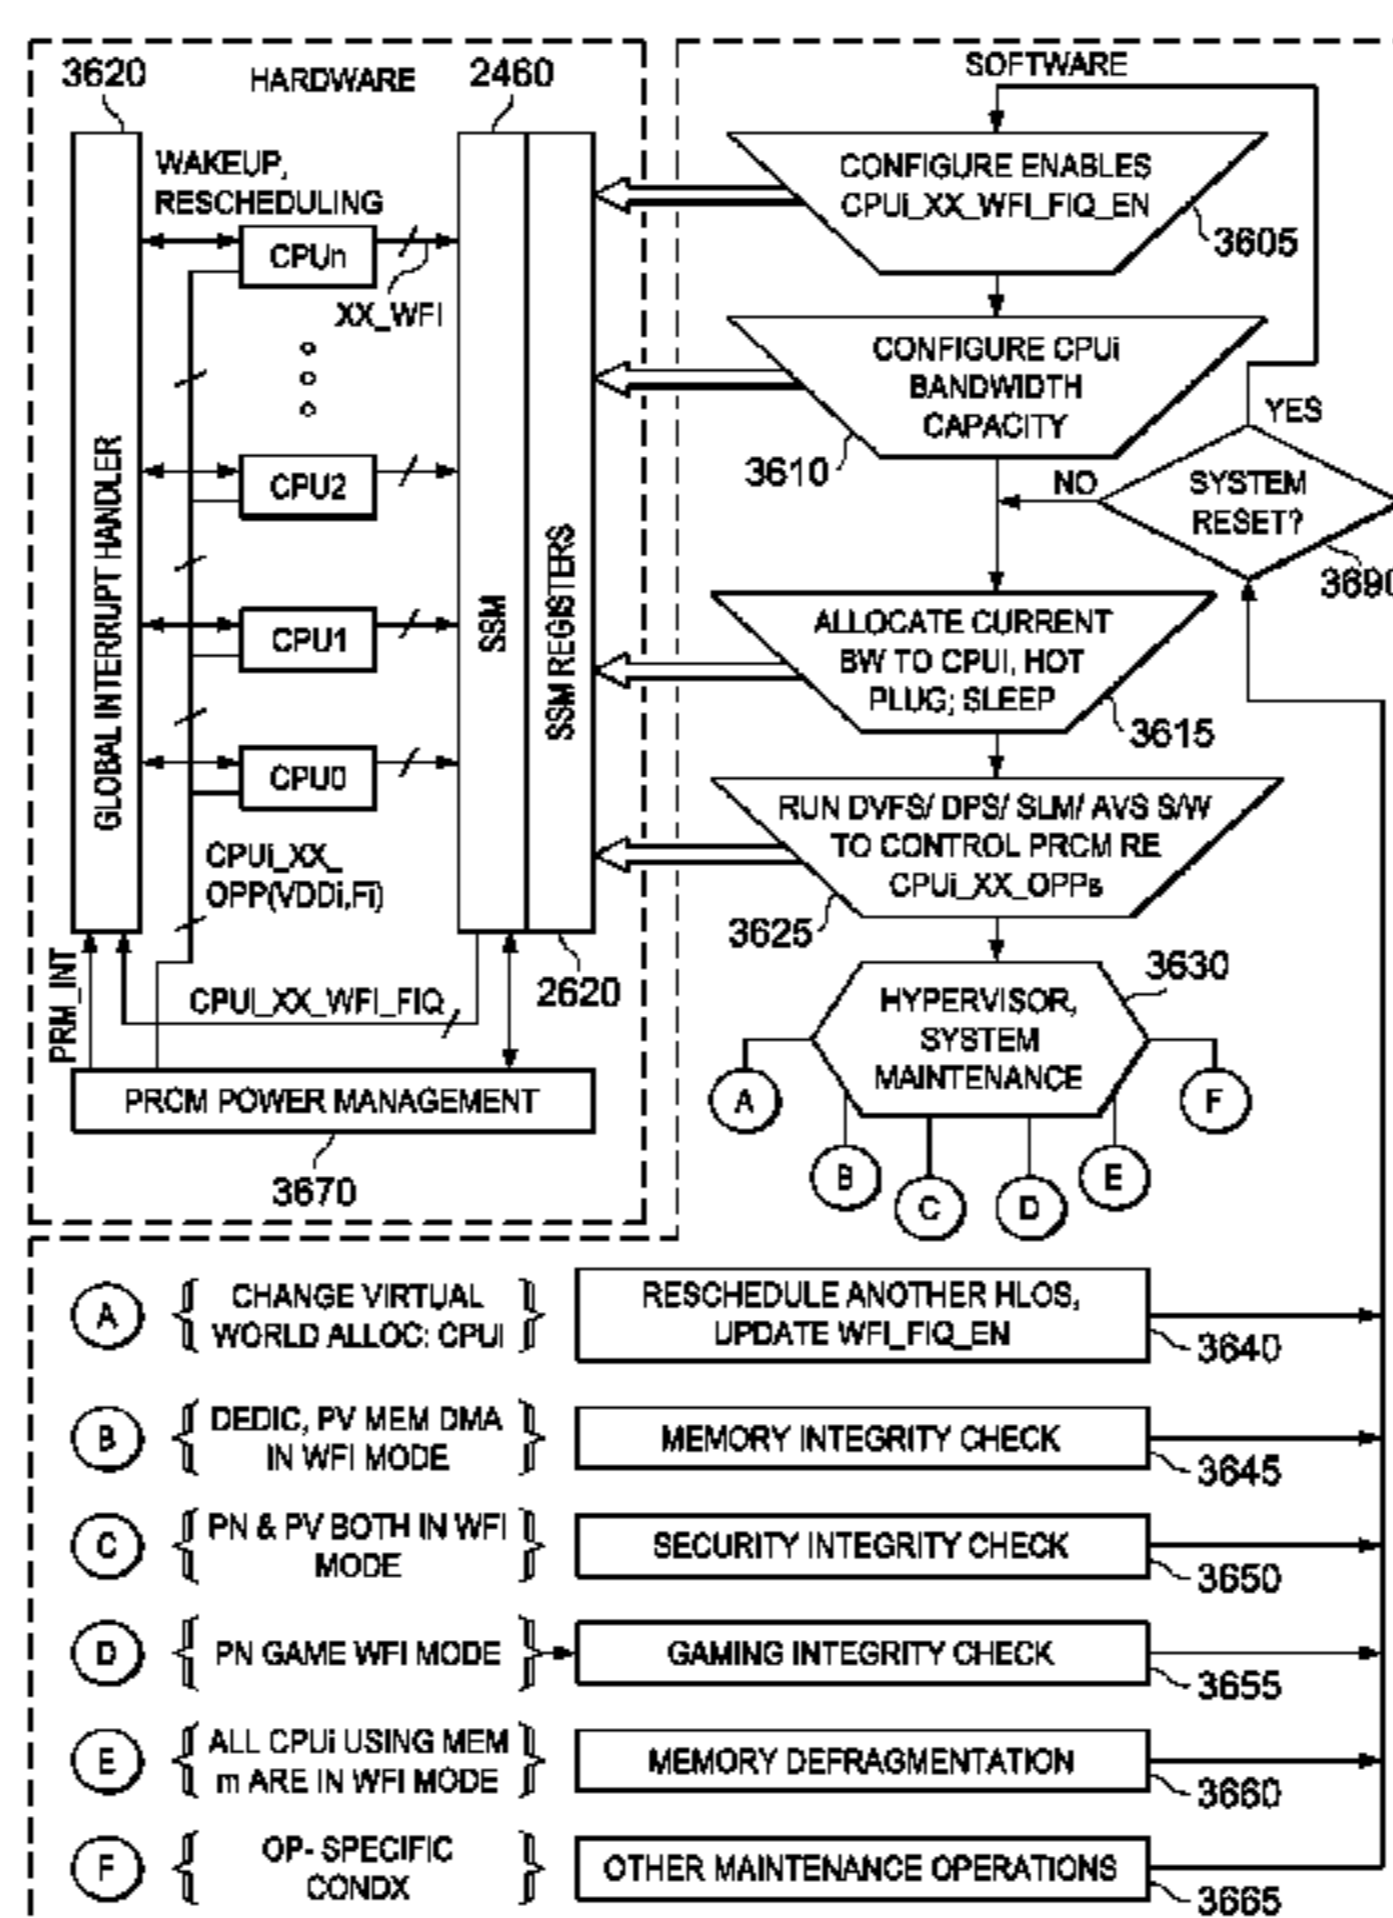 3620
HARDWARE
2460
WAKEUP,
RESCHEDULING
CPUn
XX_WFI
CPU2
CPU1
CPU0
GLOBAL INTERRUPT HANDLER
SSM
SSM REGISTERS
CPUi_XX_
OPP(VDDi,Fi)
PRM_INT
CPUI_XX_WFI_FIQ
2620
PRCM POWER MANAGEMENT
3670
SOFTWARE
CONFIGURE ENABLES
CPUi_XX_WFI_FIQ_EN
3605
CONFIGURE CPUi
BANDWIDTH
CAPACITY
3610
YES
NO
SYSTEM
RESET?
3690
ALLOCATE CURRENT
BW TO CPUI, HOT
PLUG; SLEEP
3615
RUN DVFS/ DPS/ SLM/ AVS S/W
TO CONTROL PRCM RE
CPUi_XX_OPPs
3625
3630
HYPERVISOR,
SYSTEM
MAINTENANCE
A
B
C
D
E
F
A
CHANGE VIRTUAL
WORLD ALLOC: CPUI
RESCHEDULE ANOTHER HLOS,
UPDATE WFI_FIQ_EN
3640
B
DEDIC, PV MEM DMA
IN WFI MODE
MEMORY INTEGRITY CHECK
3645
C
PN & PV BOTH IN WFI
MODE
SECURITY INTEGRITY CHECK
3650
D
PN GAME WFI MODE
GAMING INTEGRITY CHECK
3655
E
ALL CPUi USING MEM
m ARE IN WFI MODE
MEMORY DEFRAGMENTATION
3660
F
OP- SPECIFIC
CONDX
OTHER MAINTENANCE OPERATIONS
3665